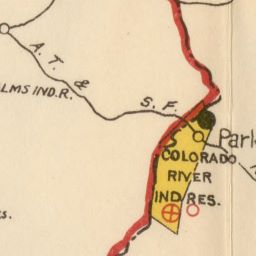 A. T. &
LMS IND. R.
S. F.
Park
COLORADO
RIVER
IND RES.
s.